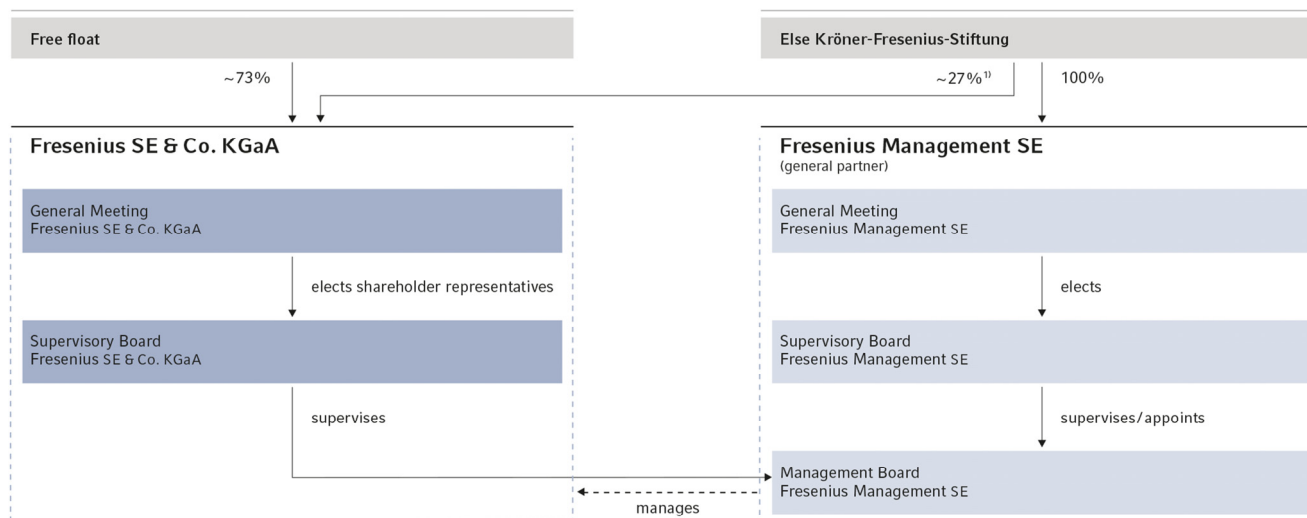 Free float
Else Kröner-Fresenius-Stiftung
~73%
~27%¹⁾
100%
Fresenius SE & Co. KGaA
Fresenius Management SE
(general partner)
General Meeting
Fresenius SE & Co. KGaA
General Meeting
Fresenius Management SE
elects shareholder representatives
elects
Supervisory Board
Fresenius SE & Co. KGaA
Supervisory Board
Fresenius Management SE
supervises
supervises/appoints
Management Board
Fresenius Management SE
manages